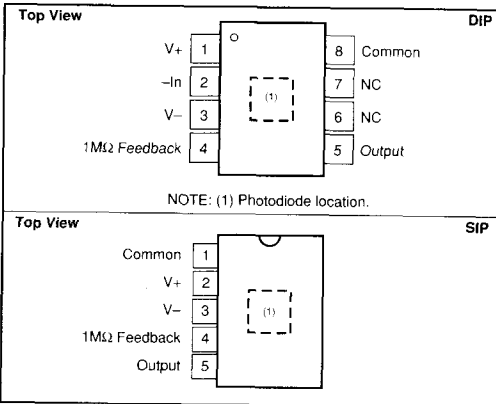 Top View DIP
V+ 1 8 Common
–In 2 (1) 7 NC
V– 3 6 NC
1MΩ Feedback 4 5 Output
NOTE: (1) Photodiode location.
Top View SIP
Common 1
V+ 2
V– 3 (1)
1MΩ Feedback 4
Output 5